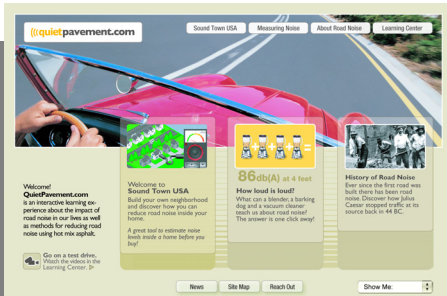 ((quietpavement.com
Sound Town USA
Measuring Noise
About Road Noise
Learning Center
Welcome!
QuietPavement.com
is an interactive learning ex-
perience about the impact of
road noise in our lives as well
as methods for reducing road
noise using hot mix asphalt.
Go on a test drive.
Watch the videos in the
Learning Center.
Welcome to
Sound Town USA
Build your own neighborhood
and discover how you can
reduce road noise inside your
home.
A great tool to estimate noise
levels inside a home before you
buy!
+ + + =
86db(A) at 4 feet
How loud is loud?
What can a blender, a barking
dog and a vacuum cleaner
teach us about road noise?
The answer is one click away!
History of Road Noise
Ever since the first road was
built there has been road
noise. Discover how Julius
Caesar stopped traffic at its
source back in 44 BC.
News
Site Map
Reach Out
Show Me: